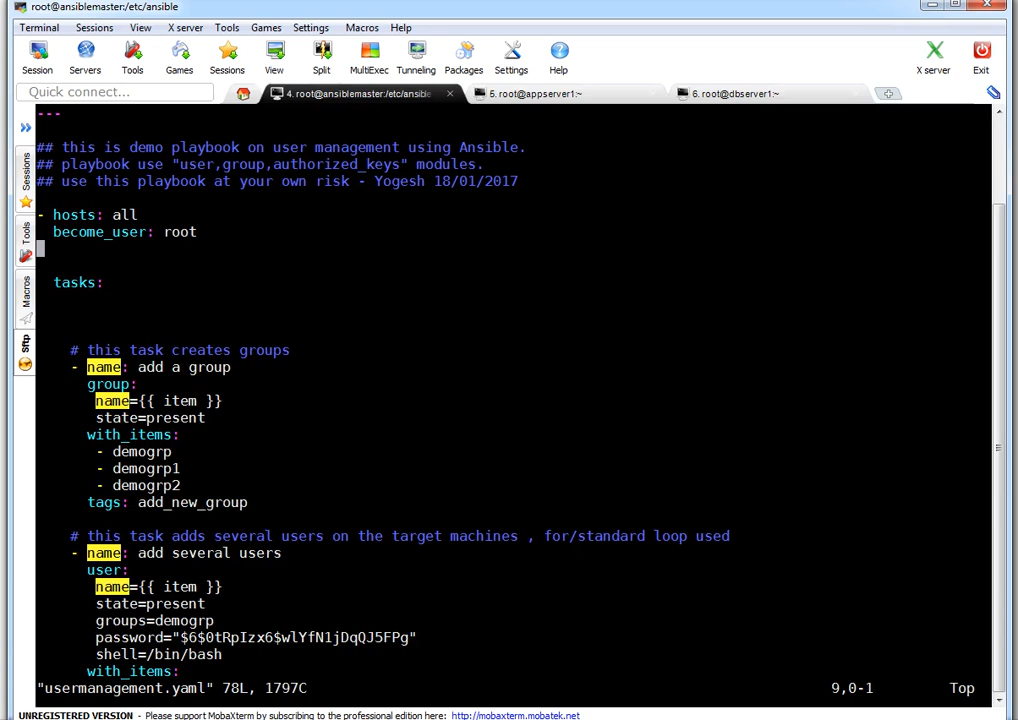 root@ansiblemaster:/etc/ansible
Terminal Sessions View X server Tools Games Settings Macros Help
Session Servers Tools Games Sessions View Split MultiExec Tunneling Packages Settings Help X server Exit
Quick connect...
4. root@ansiblemaster:/etc/ansible
5. root@appserver1:~
6. root@dbserver1:~
Sessions
Tools
Macros
Sftp
---
## this is demo playbook on user management using Ansible.
## playbook use "user,group,authorized_keys" modules.
## use this playbook at your own risk - Yogesh 18/01/2017
- hosts: all
become_user: root
tasks:
# this task creates groups
- name: add a group
group:
name={{ item }}
state=present
with_items:
- demogrp
- demogrp1
- demogrp2
tags: add_new_group
# this task adds several users on the target machines , for/standard loop used
- name: add several users
user:
name={{ item }}
state=present
groups=demogrp
password="$6$0tRpIzx6$wlYfN1jDqQJ5FPg"
shell=/bin/bash
with_items:
"usermanagement.yaml" 78L, 1797C 9,0-1 Top
UNREGISTERED VERSION - Please support MobaXterm by subscribing to the professional edition here: http://mobaxterm.mobatek.net